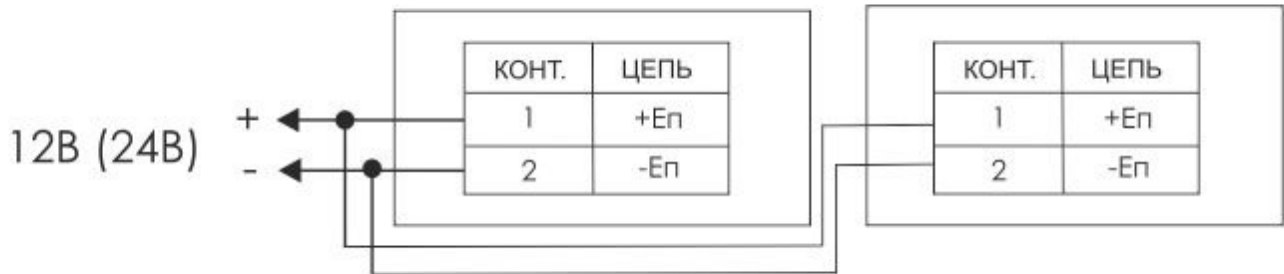 КОНТ. ЦЕПЬ
КОНТ. ЦЕПЬ
+ 1 +Еп
1 +Еп
12В (24В)
- 2 -Еп
2 -Еп